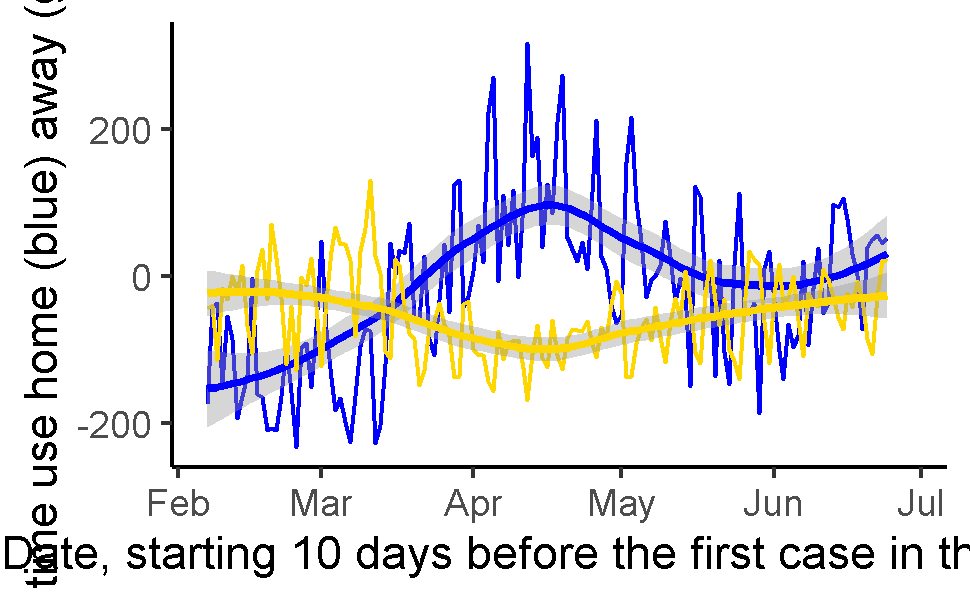 time use home (blue) away (
200
0
-200
Feb Mar Apr May Jun Jul
Date, starting 10 days before the first case in th